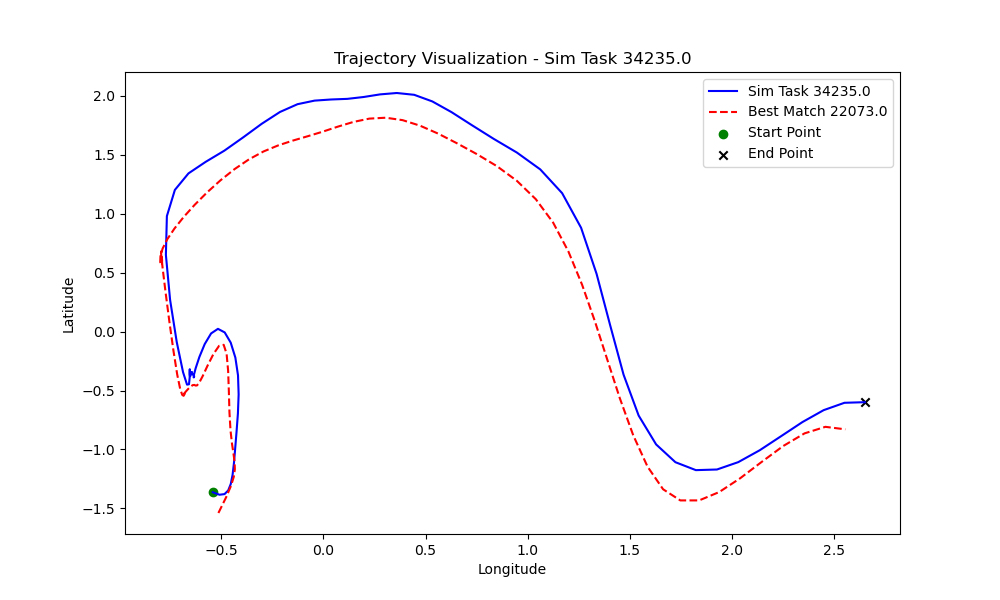 Trajectory Visualization - Sim Task 34235.0
Sim Task 34235.0
Best Match 22073.0
Start Point
End Point
Latitude
2.0
1.5
1.0
0.5
0.0
−0.5
−1.0
−1.5
−0.5
0.0
0.5
1.0
1.5
2.0
2.5
Longitude